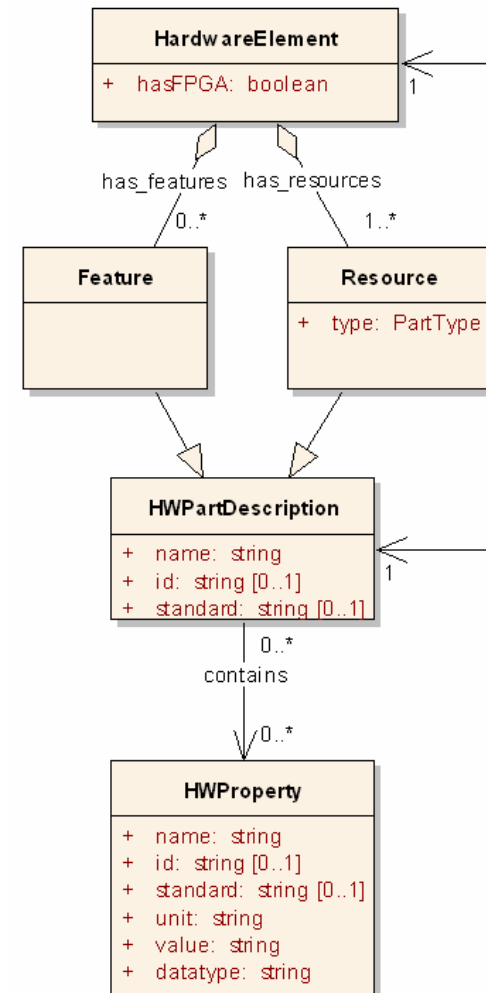 HardwareElement
+ hasFPGA: boolean
1
has_features has_resources
0..* 1..*
Feature Resource
+ type: PartType
HWPartDescription
+ name: string
+ id: string [0..1]
+ standard: string [0..1]
1
0..*
contains
0..*
HWProperty
+ name: string
+ id: string [0..1]
+ standard: string [0..1]
+ unit: string
+ value: string
+ datatype: string